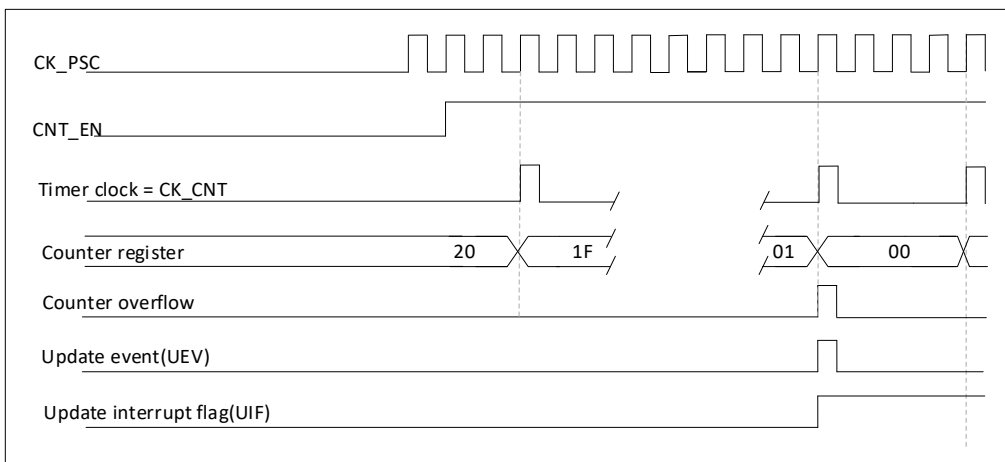 CK_PSC
CNT_EN
Timer clock = CK_CNT
Counter register 20 1F 01 00
Counter overflow
Update event(UEV)
Update interrupt flag(UIF)